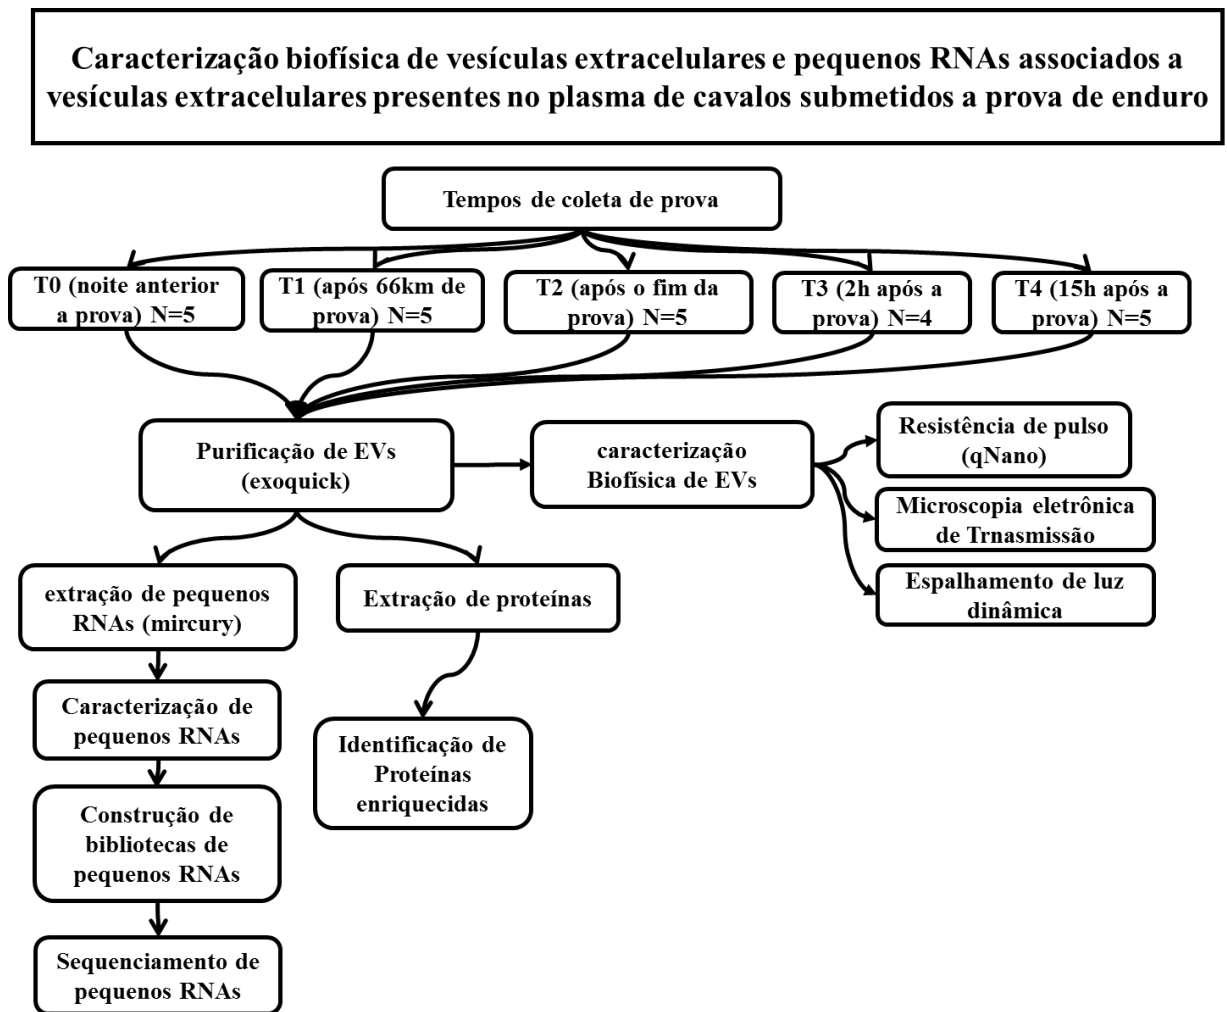 Caracterização biofísica de vesículas extracelulares e pequenos RNAs associados a
vesículas extracelulares presentes no plasma de cavalos submetidos a prova de enduro
Tempos de coleta de prova
T0 (noite anterior
a prova) N=5
T1 (após 66km de
prova) N=5
T2 (após o fim da
prova) N=5
T3 (2h após a
prova) N=4
T4 (15h após a
prova) N=5
Purificação de EVs
(exoquick)
caracterização
Biofísica de EVs
Resistência de pulso
(qNano)
Microscopia eletrônica
de Trnasmissão
Espalhamento de luz
dinâmica
extração de pequenos
RNAs (mircury)
Extração de proteínas
Caracterização de
pequenos RNAs
Identificação de
Proteínas
enriquecidas
Construção de
bibliotecas de
pequenos RNAs
Sequenciamento de
pequenos RNAs